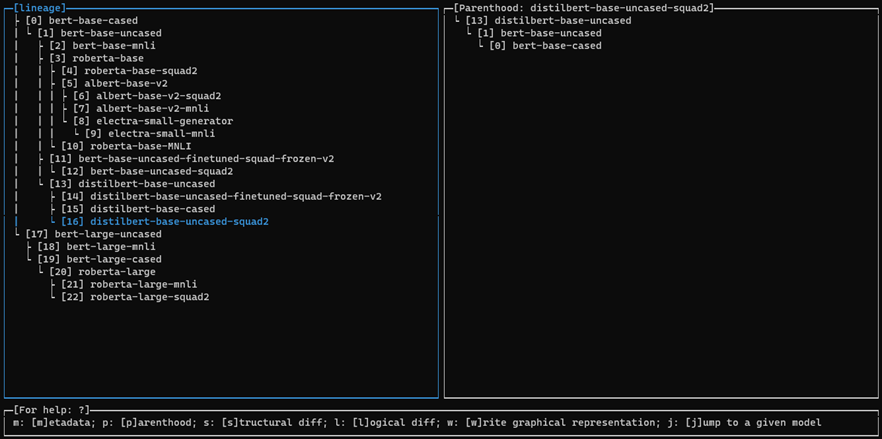 [lineage]
[0] bert-base-cased
[1] bert-base-uncased
[2] bert-base-mnli
[3] roberta-base
[4] roberta-base-squad2
[5] albert-base-v2
[6] albert-base-v2-squad2
[7] albert-base-v2-mnli
[8] electra-small-generator
[9] electra-small-mnli
[10] roberta-base-MNLI
[11] bert-base-uncased-finetuned-squad-frozen-v2
[12] bert-base-uncased-squad2
[13] distilbert-base-uncased
[14] distilbert-base-uncased-finetuned-squad-frozen-v2
[15] distilbert-base-cased
[16] distilbert-base-uncased-squad2
[17] bert-large-uncased
[18] bert-large-mnli
[19] bert-large-cased
[20] roberta-large
[21] roberta-large-mnli
[22] roberta-large-squad2
[Parenthood: distilbert-base-uncased-squad2]
[13] distilbert-base-uncased
[1] bert-base-uncased
[0] bert-base-cased
[For help: ?]
m: [m]etadata; p: [p]arenthood; s: [s]tructural diff; l: [l]ogical diff; w: [w]rite graphical representation; j: [j]ump to a given model